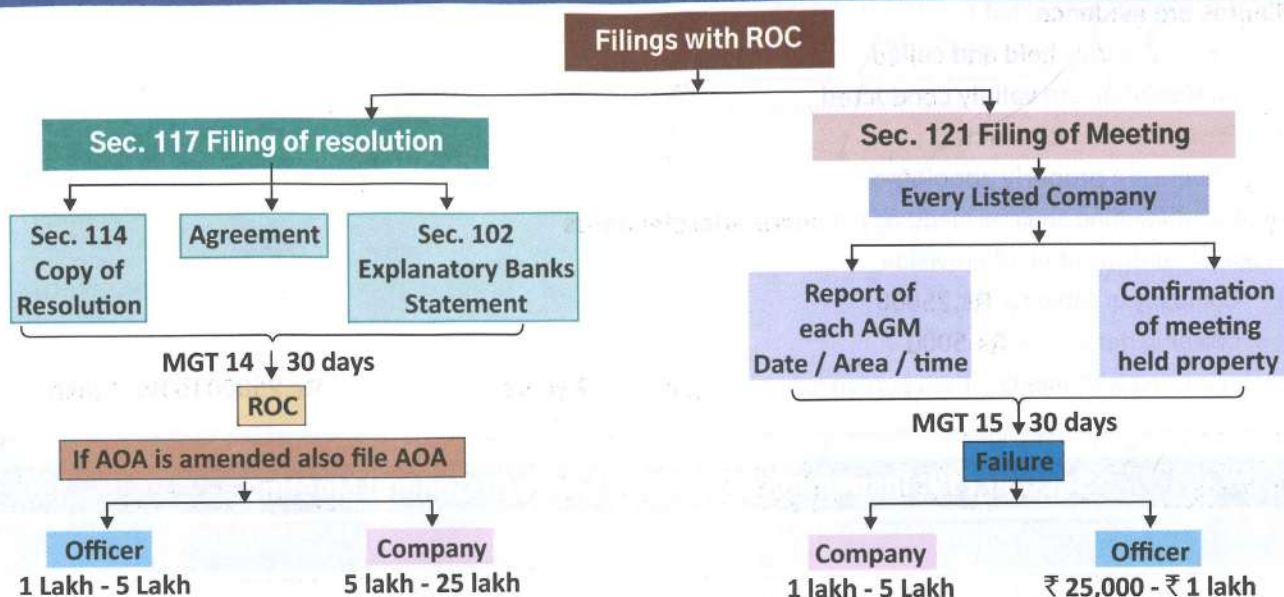 Filings with ROC
Sec. 117 Filing of resolution
Sec. 114
Copy of
Resolution
Agreement
Sec. 102
Explanatory Banks
Statement
MGT 14 30 days
ROC
If AOA is amended also file AOA
Officer
1 Lakh - 5 Lakh
Company
5 lakh - 25 lakh
Sec. 121 Filing of Meeting
Every Listed Company
Report of
each AGM
Date / Area / time
Confirmation
of meeting
held property
MGT 15 30 days
Failure
Company
1 lakh - 5 Lakh
Officer
₹ 25,000 - ₹ 1 lakh